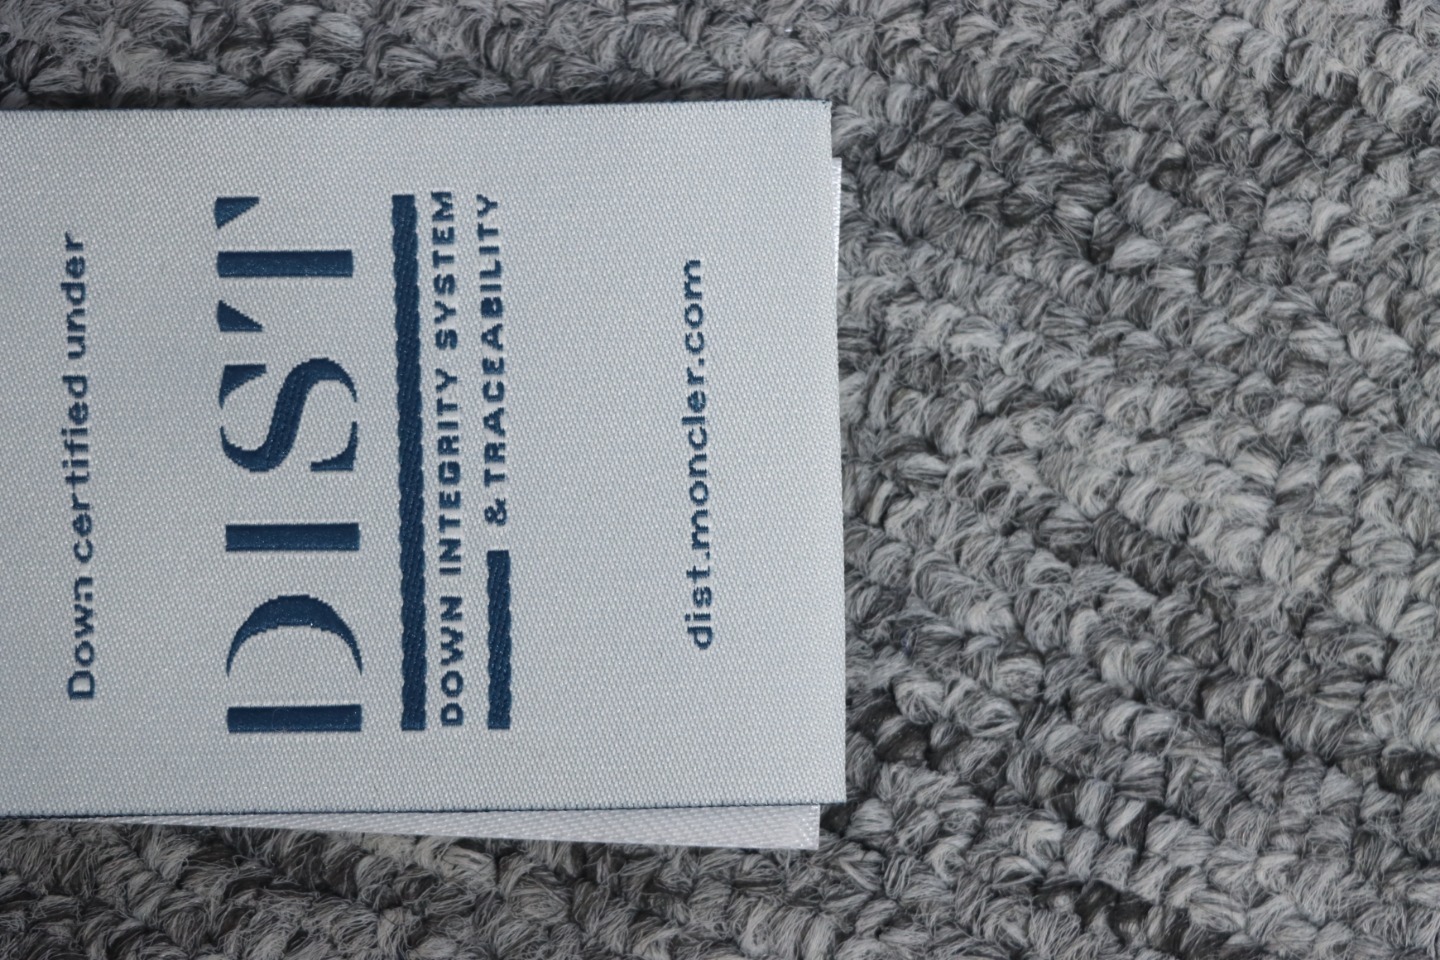 Down certified under
DIST
DOWN INTEGRITY SYSTEM
& TRACEABILITY
dist.moncler.com